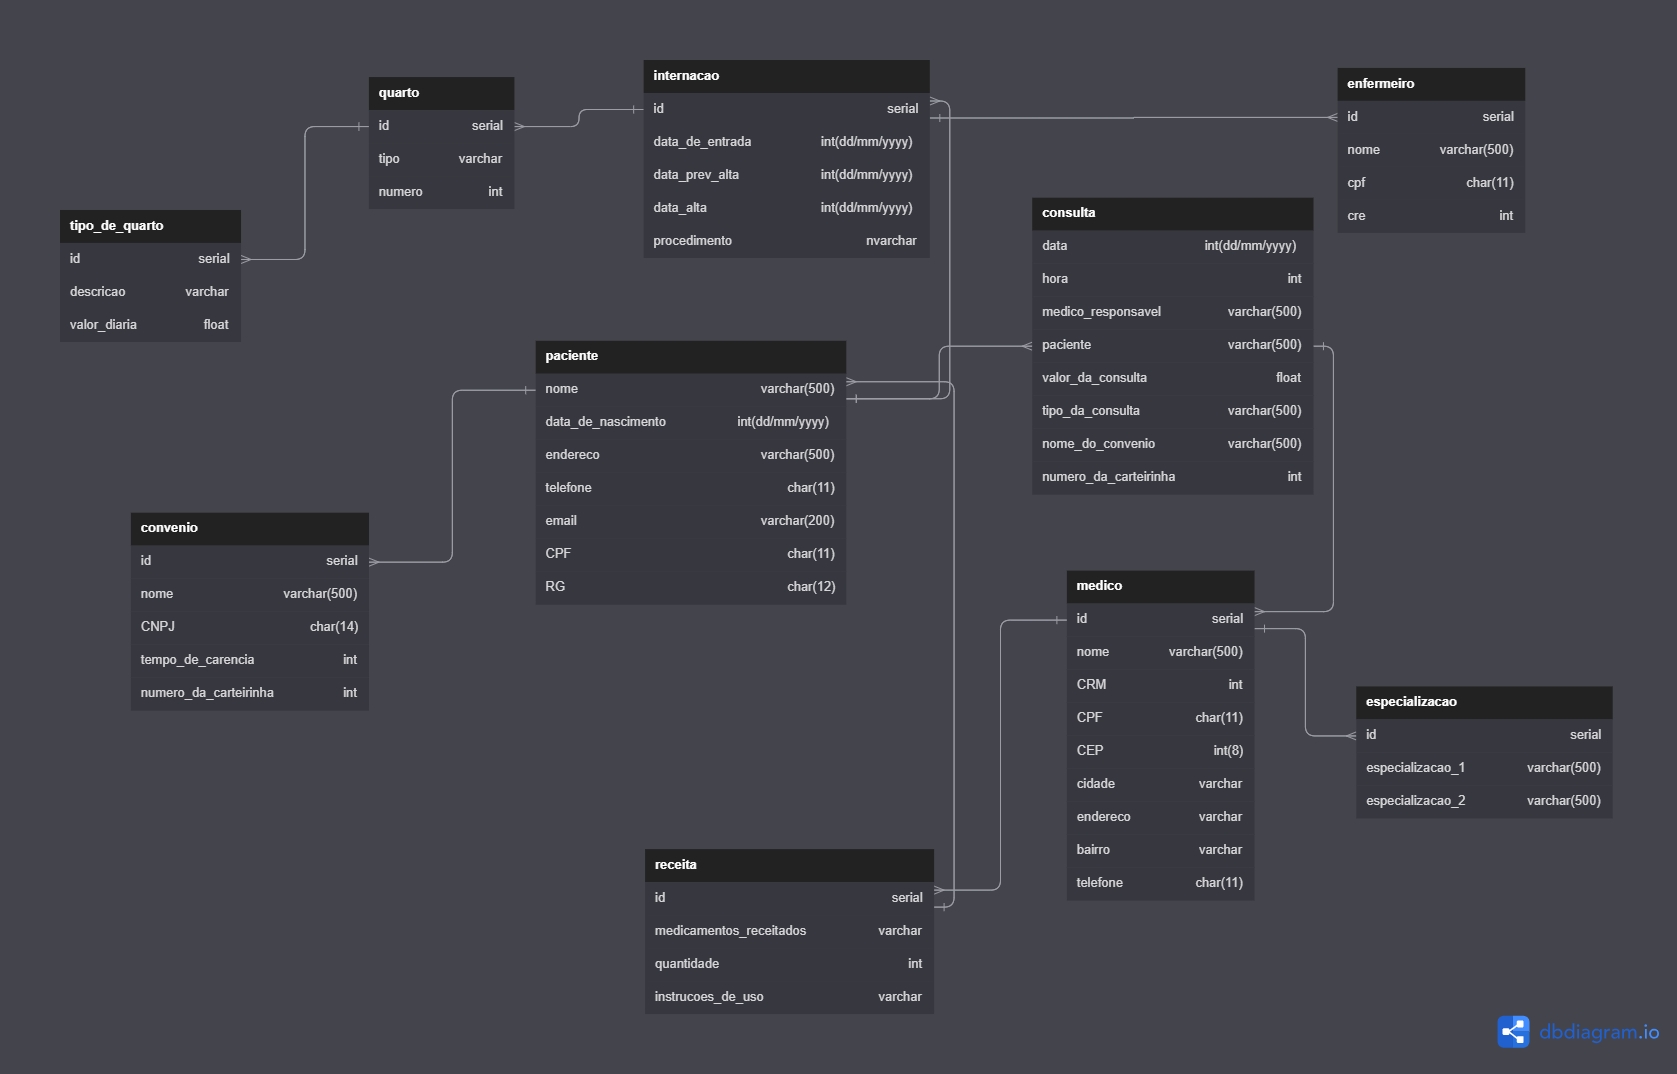 internacao
id serial
data_de_entrada int(dd/mm/yyyy)
data_prev_alta int(dd/mm/yyyy)
data_alta int(dd/mm/yyyy)
procedimento nvarchar
enfermeiro
id serial
nome varchar(500)
cpf char(11)
cre int
quarto
id serial
tipo varchar
numero int
consulta
data int(dd/mm/yyyy)
hora int
medico_responsavel varchar(500)
paciente varchar(500)
valor_da_consulta float
tipo_da_consulta varchar(500)
nome_do_convenio varchar(500)
numero_da_carteirinha int
tipo_de_quarto
id serial
descricao varchar
valor_diaria float
paciente
nome varchar(500)
data_de_nascimento int(dd/mm/yyyy)
endereco varchar(500)
telefone char(11)
email varchar(200)
CPF char(11)
RG char(12)
convenio
id serial
nome varchar(500)
CNPJ char(14)
tempo_de_carencia int
numero_da_carteirinha int
medico
id serial
nome varchar(500)
CRM int
CPF char(11)
CEP int(8)
cidade varchar
endereco varchar
bairro varchar
telefone char(11)
especializacao
id serial
especializacao_1 varchar(500)
especializacao_2 varchar(500)
receita
id serial
medicamentos_receitados varchar
quantidade int
instrucoes_de_uso varchar
dbdiagram.io